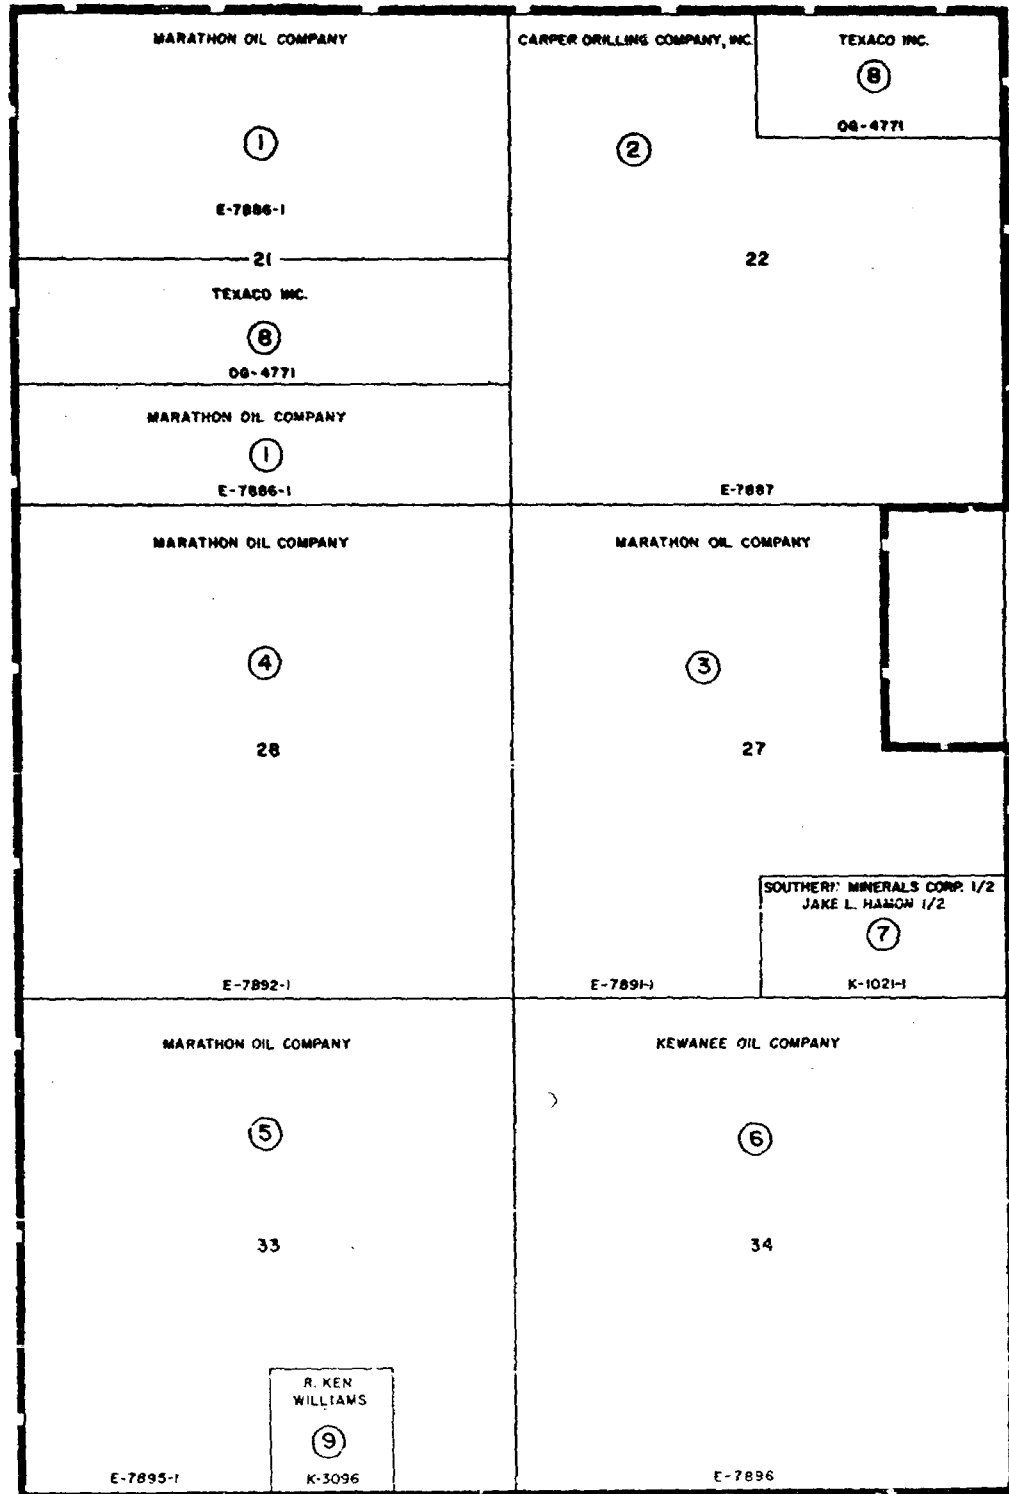 MARATHON OIL COMPANY
1
E-7886-1
21
TEXACO INC.
8
OG-4771
MARATHON OIL COMPANY
1
E-7886-1
CARPER DRILLING COMPANY, INC.
2
22
E-7887
TEXACO INC.
8
OG-4771
MARATHON OIL COMPANY
4
28
E-7892-1
MARATHON OIL COMPANY
3
27
E-7891-1
SOUTHERN MINERALS CORP. 1/2
JAKE L. HAMON 1/2
7
K-1021-1
MARATHON OIL COMPANY
5
33
E-7895-1
R. KEN
WILLIAMS
9
K-3096
KEWANEE OIL COMPANY
6
34
E-7896